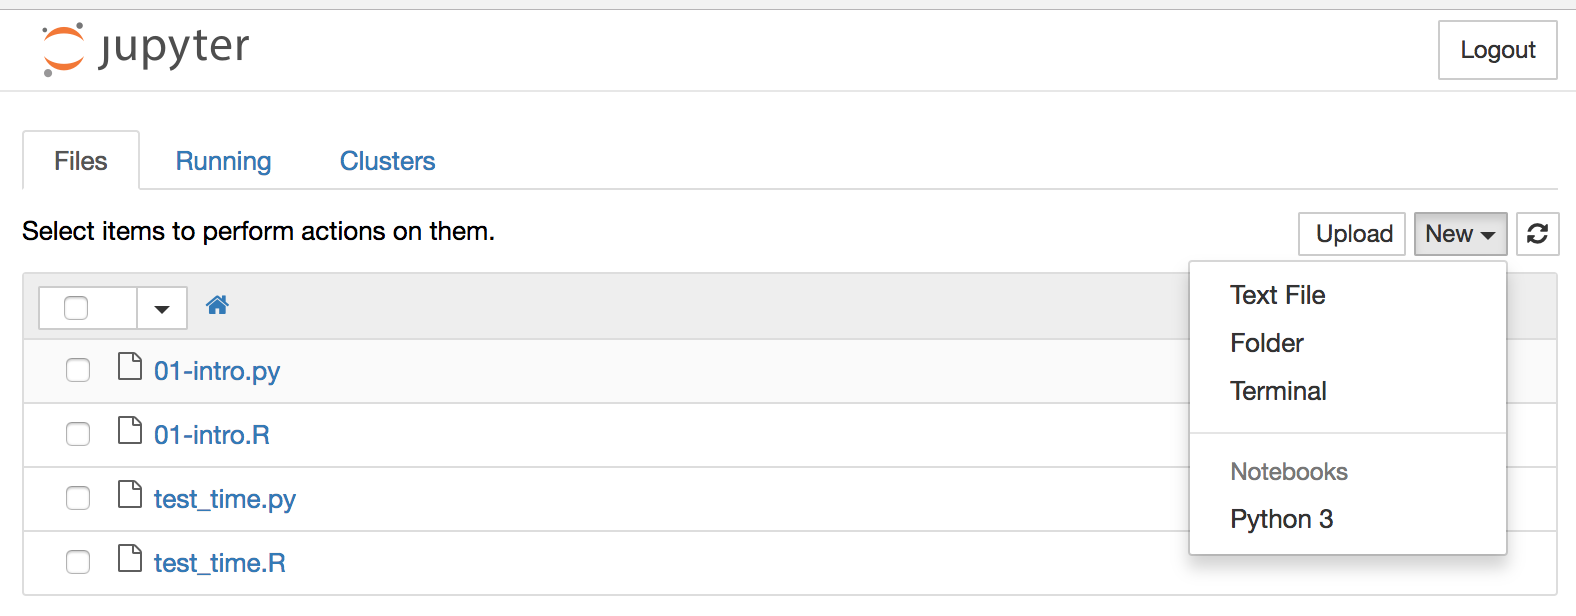 jupyter
Logout
Files Running Clusters
Select items to perform actions on them.
Upload New
Text File
Folder
Terminal
Notebooks
Python 3
01-intro.py
01-intro.R
test_time.py
test_time.R